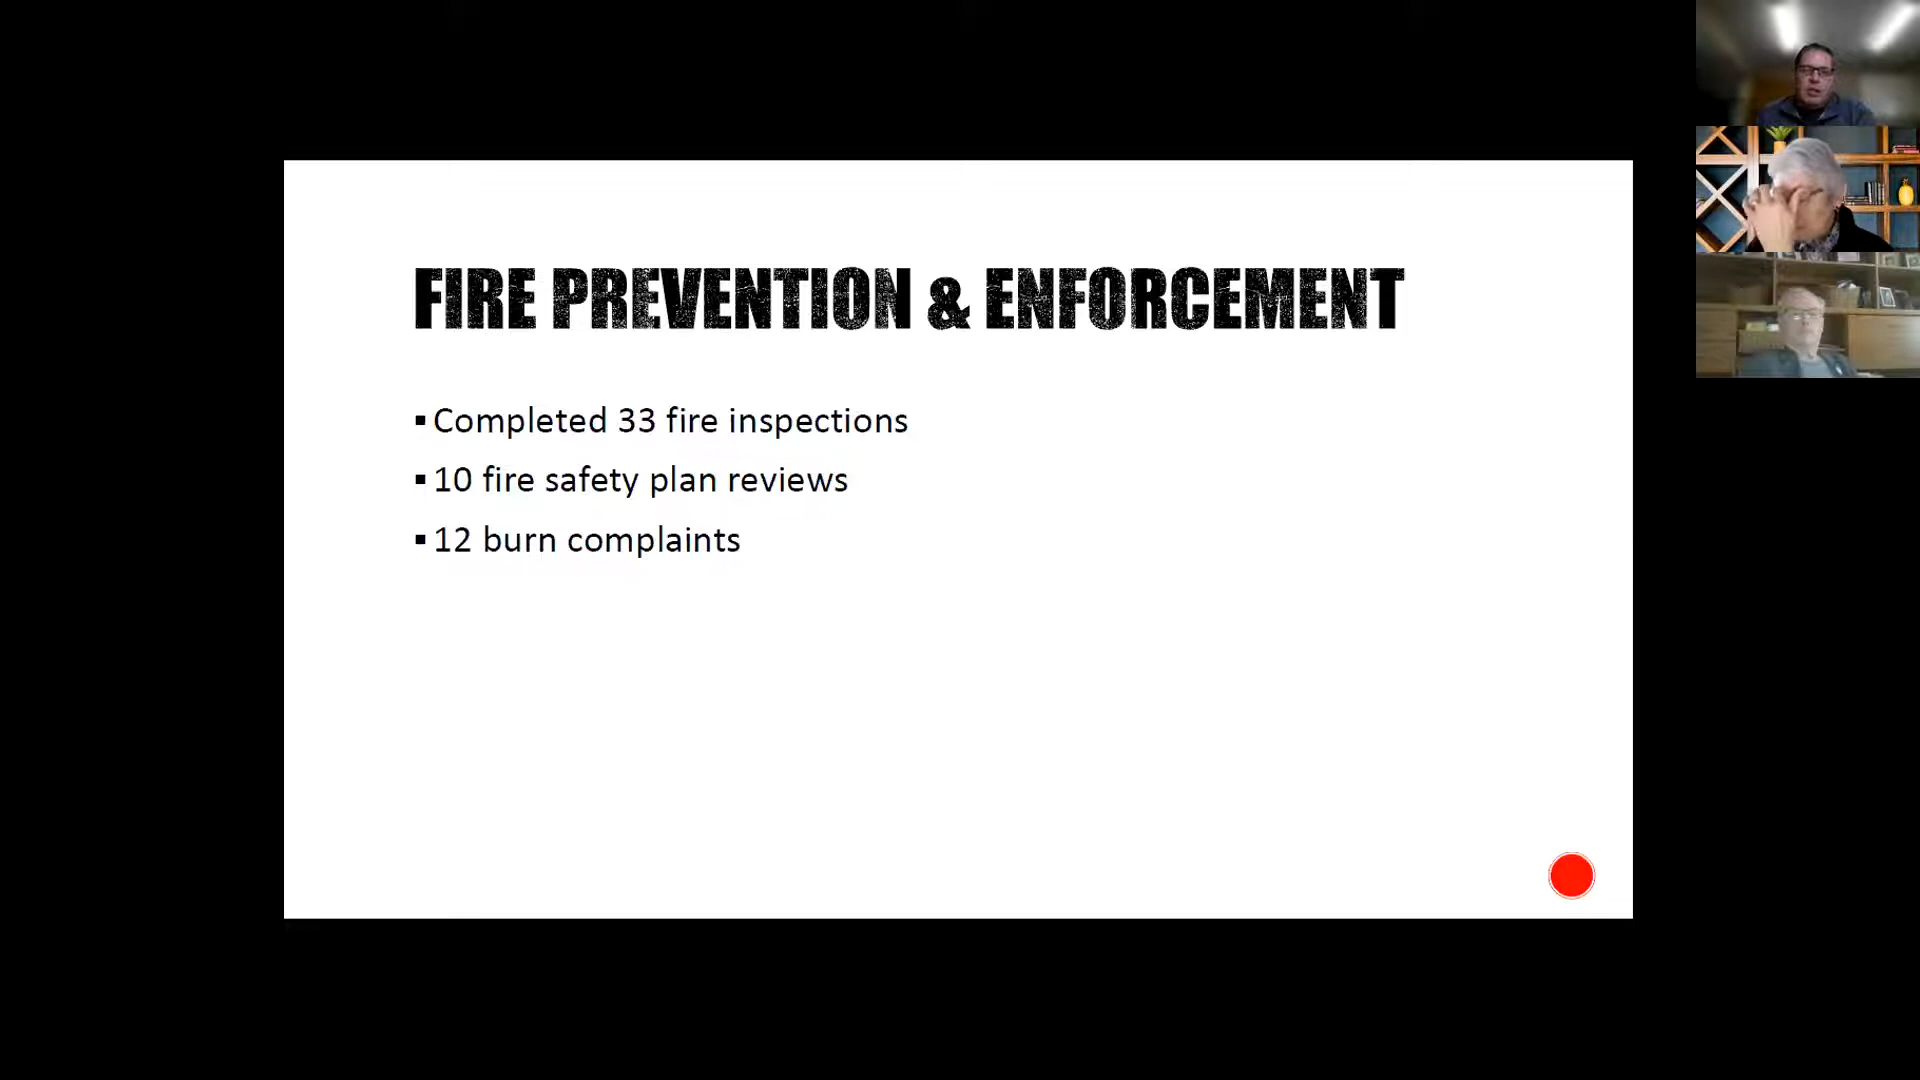 FIRE PREVENTION & ENFORCEMENT
▪ Completed 33 fire inspections
▪ 10 fire safety plan reviews
▪ 12 burn complaints